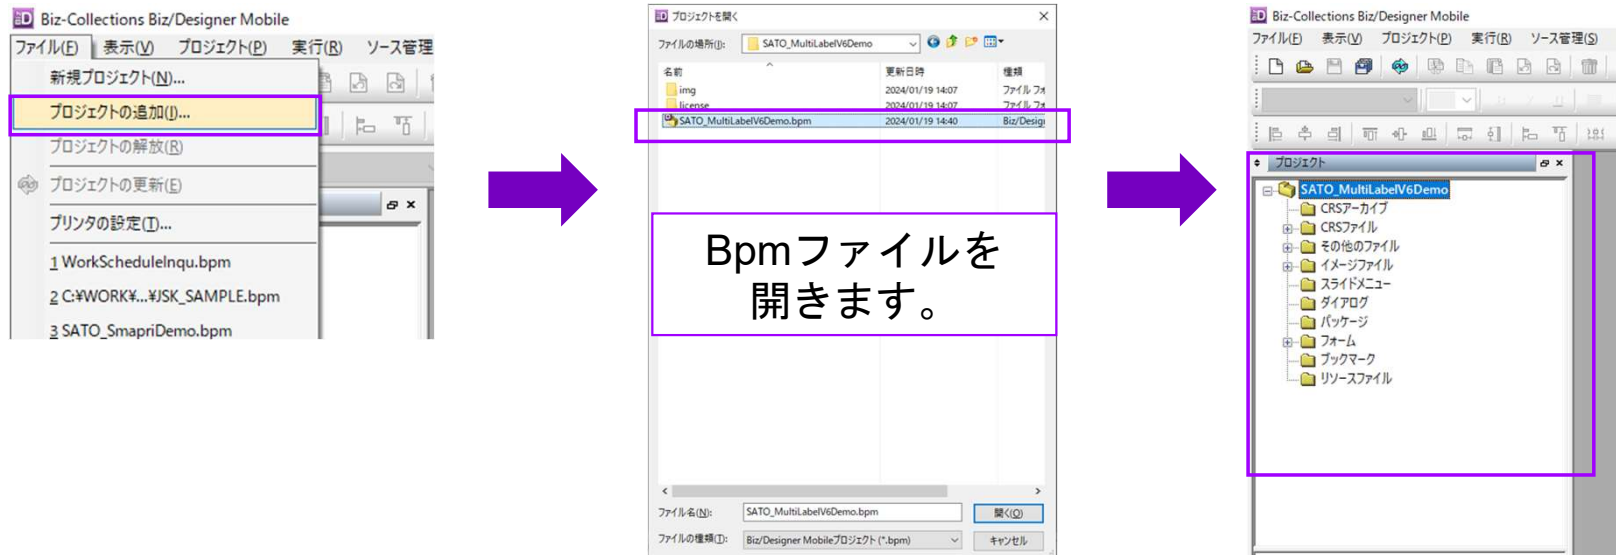 Biz-Collections Biz/Designer Mobile
ファイル(F) 表示(V) プロジェクト(P) 実行(R) ソース管理
新規プロジェクト(N)...
プロジェクトの追加(I)...
プロジェクトの解放(R)
プロジェクトの更新(E)
プリンタの設定(T)...
1 WorkScheduleInqu.bpm
2 C:¥WORK¥...¥JSK_SAMPLE.bpm
3 SATO_SmapriDemo.bpm
プロジェクトを開く
ファイルの場所(I): SATO_MultiLabelV6Demo
名前 更新日時 種類
img 2024/01/19 14:07 ファイル フォ
license 2024/01/19 14:07 ファイル フォ
SATO_MultiLabelV6Demo.bpm 2024/01/19 14:40 Biz/Desig
Bpmファイルを
開きます。
ファイル名(N): SATO_MultiLabelV6Demo.bpm 開く(O)
ファイルの種類(T): Biz/Designer Mobileプロジェクト (*.bpm) キャンセル
Biz-Collections Biz/Designer Mobile
ファイル(F) 表示(V) プロジェクト(P) 実行(R) ソース管理(S)
プロジェクト
SATO_MultiLabelV6Demo
CRSアーカイブ
CRSファイル
その他のファイル
イメージファイル
スライドメニュー
ダイアログ
パッケージ
フォーム
ブックマーク
リソースファイル